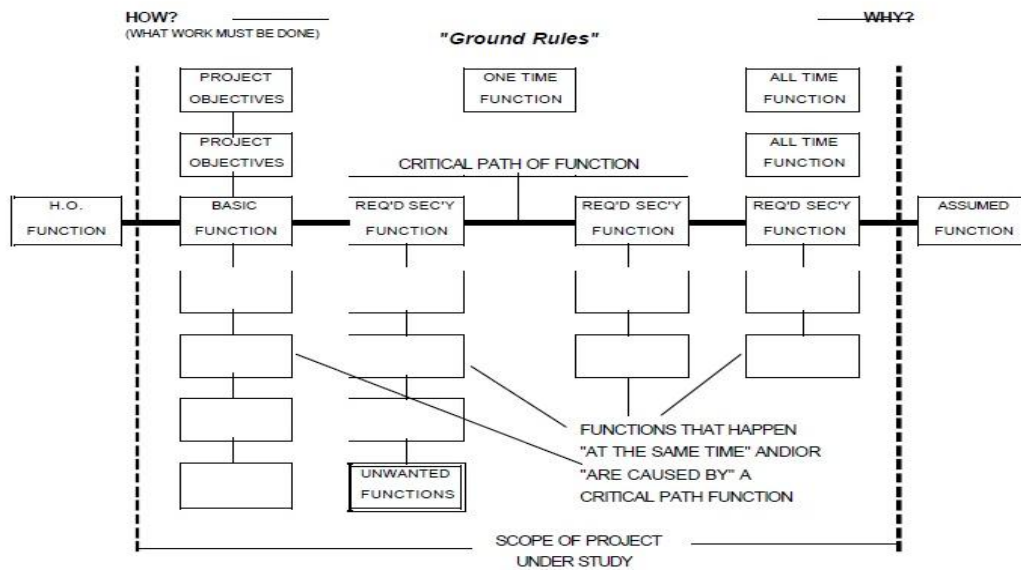 HOW?
WHY?
(WHAT WORK MUST BE DONE)
"Ground Rules"
PROJECT
OBJECTIVES
ONE TIME
FUNCTION
ALL TIME
FUNCTION
PROJECT
OBJECTIVES
ALL TIME
FUNCTION
CRITICAL PATH OF FUNCTION
H.O.
FUNCTION
BASIC
FUNCTION
REQ'D SEC'Y
FUNCTION
REQ'D SEC'Y
FUNCTION
REQ'D SEC'Y
FUNCTION
ASSUMED
FUNCTION
FUNCTIONS THAT HAPPEN
"AT THE SAME TIME" AND/OR
"ARE CAUSED BY" A
CRITICAL PATH FUNCTION
UNWANTED
FUNCTIONS
SCOPE OF PROJECT
UNDER STUDY